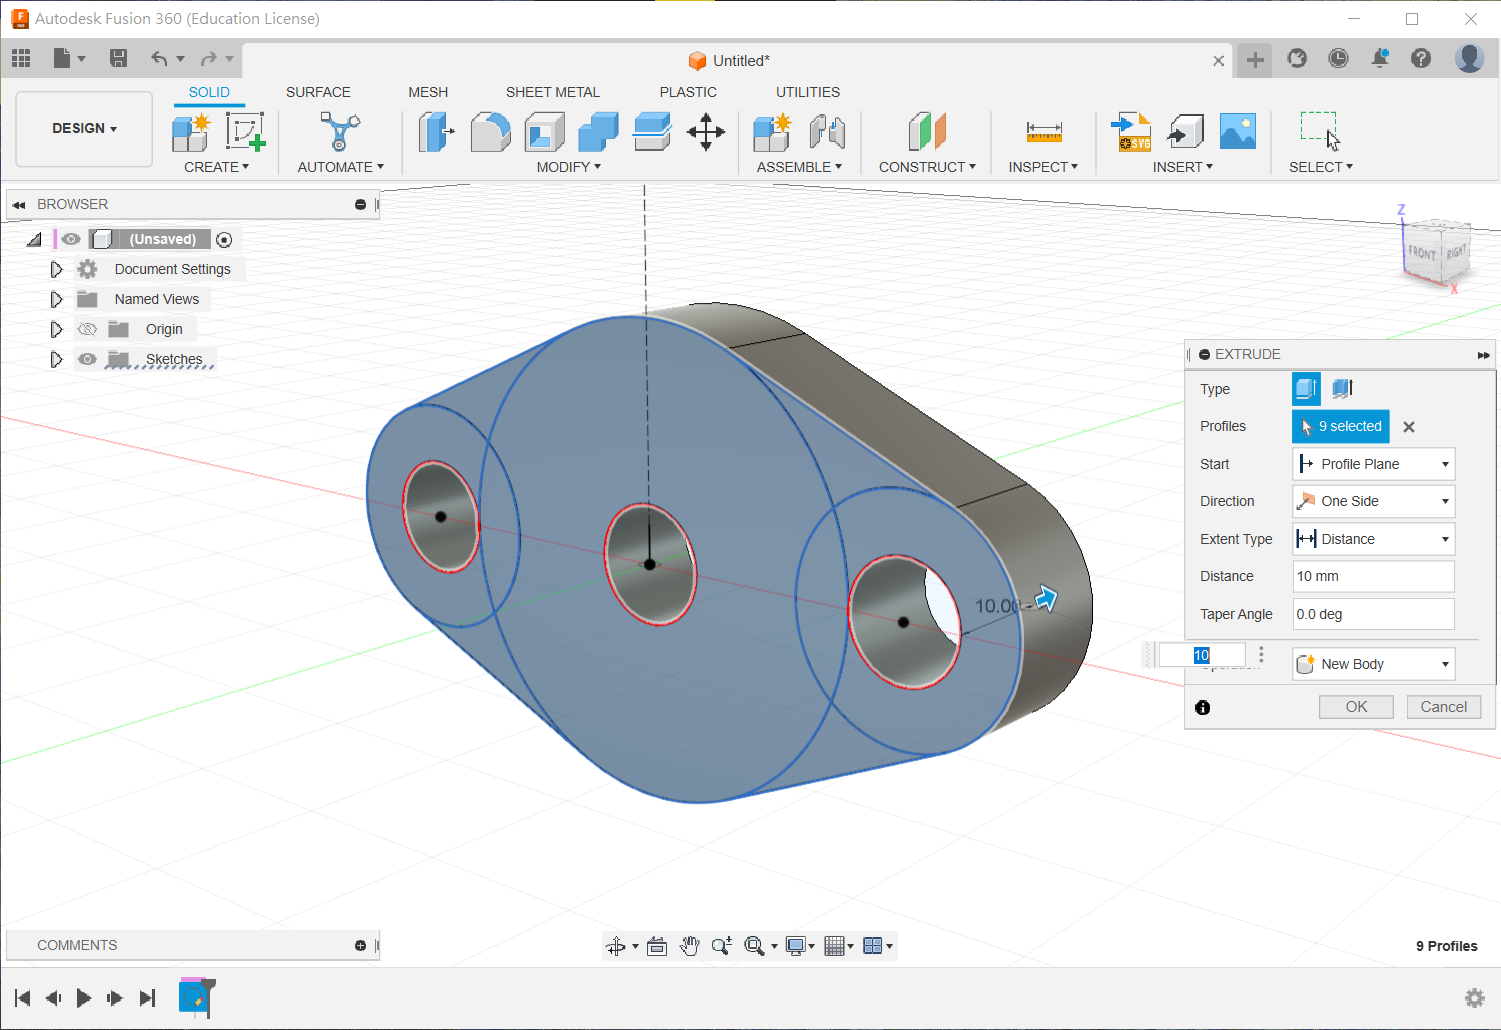 Autodesk Fusion 360 (Education License)
Untitled*
SOLID SURFACE MESH SHEET METAL PLASTIC UTILITIES
DESIGN
CREATE AUTOMATE MODIFY ASSEMBLE CONSTRUCT INSPECT INSERT SELECT
SVG
BROWSER
(Unsaved)
Document Settings
Named Views
Origin
Sketches
Z
FRONT RIGHT
X
10.00
EXTRUDE
Type
Profiles 9 selected
Start Profile Plane
Direction One Side
Extent Type Distance
Distance 10 mm
Taper Angle 0.0 deg
10
New Body
OK Cancel
COMMENTS
9 Profiles